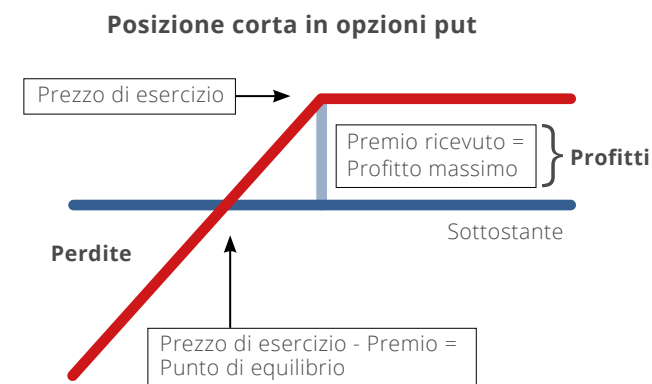 Posizione corta in opzioni put
Prezzo di esercizio
Premio ricevuto =
Profitto massimo
Profitti
Sottostante
Perdite
Prezzo di esercizio - Premio =
Punto di equilibrio